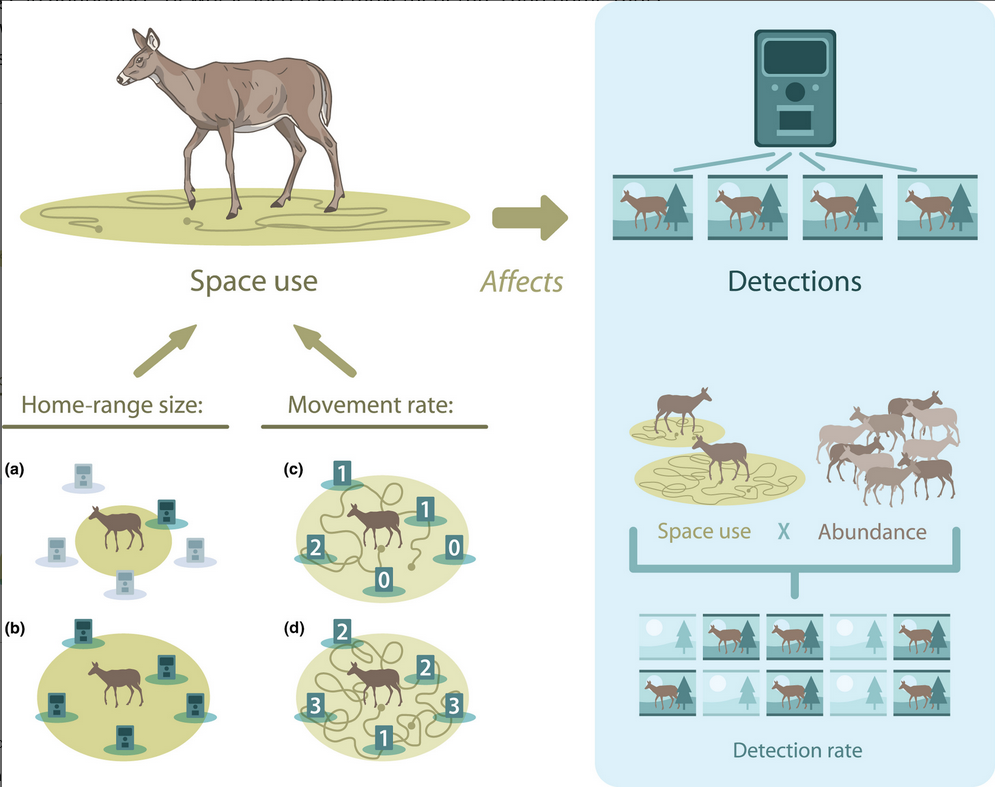 Space use
Affects
Detections
Home-range size:
Movement rate:
(a)
(c)
1
1
2
0
0
(b)
(d)
2
2
3
3
1
Space use X Abundance
Detection rate